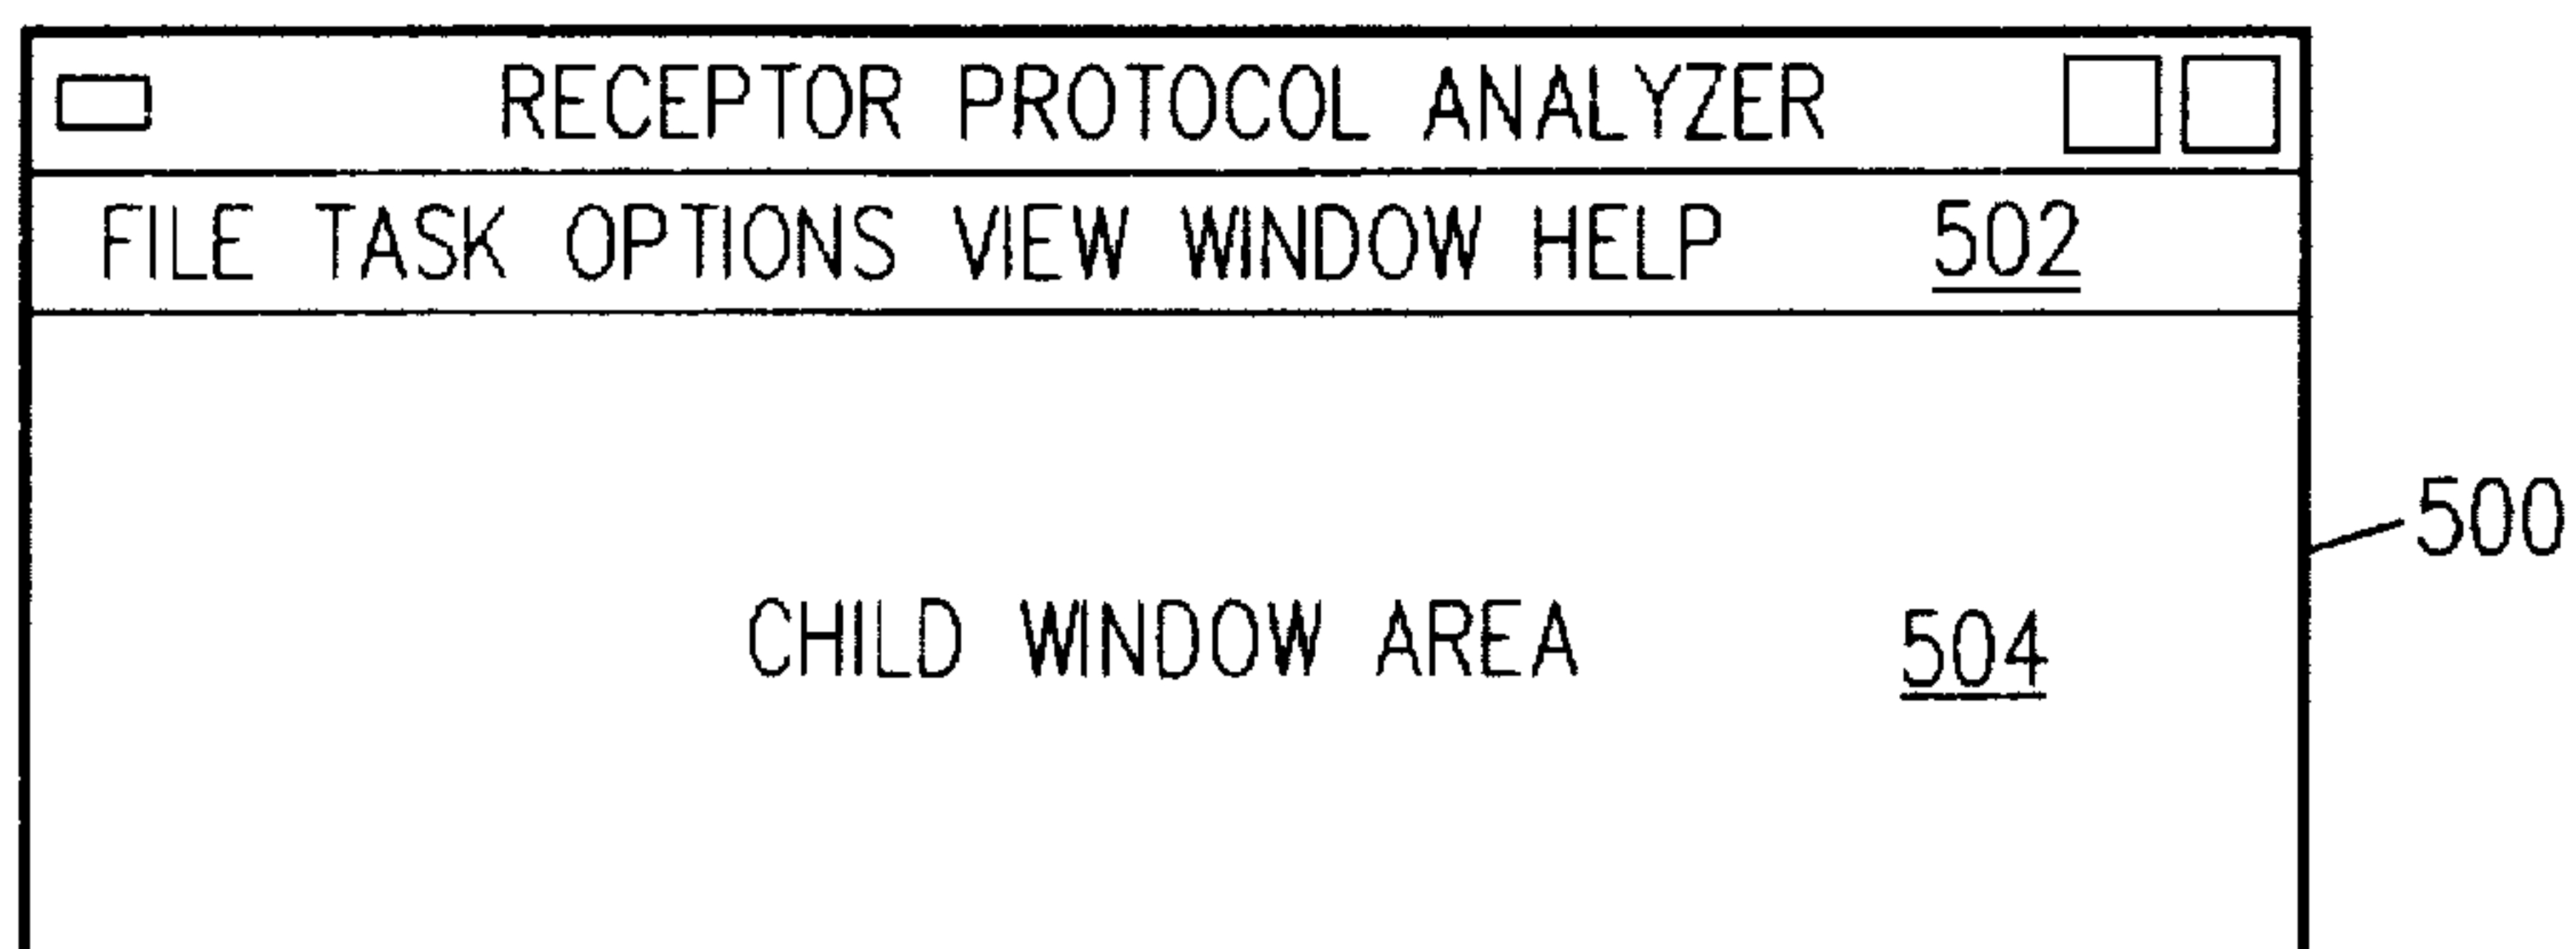 RECEPTOR PROTOCOL ANALYZER
FILE TASK OPTIONS VIEW WINDOW HELP 502
500
CHILD WINDOW AREA 504